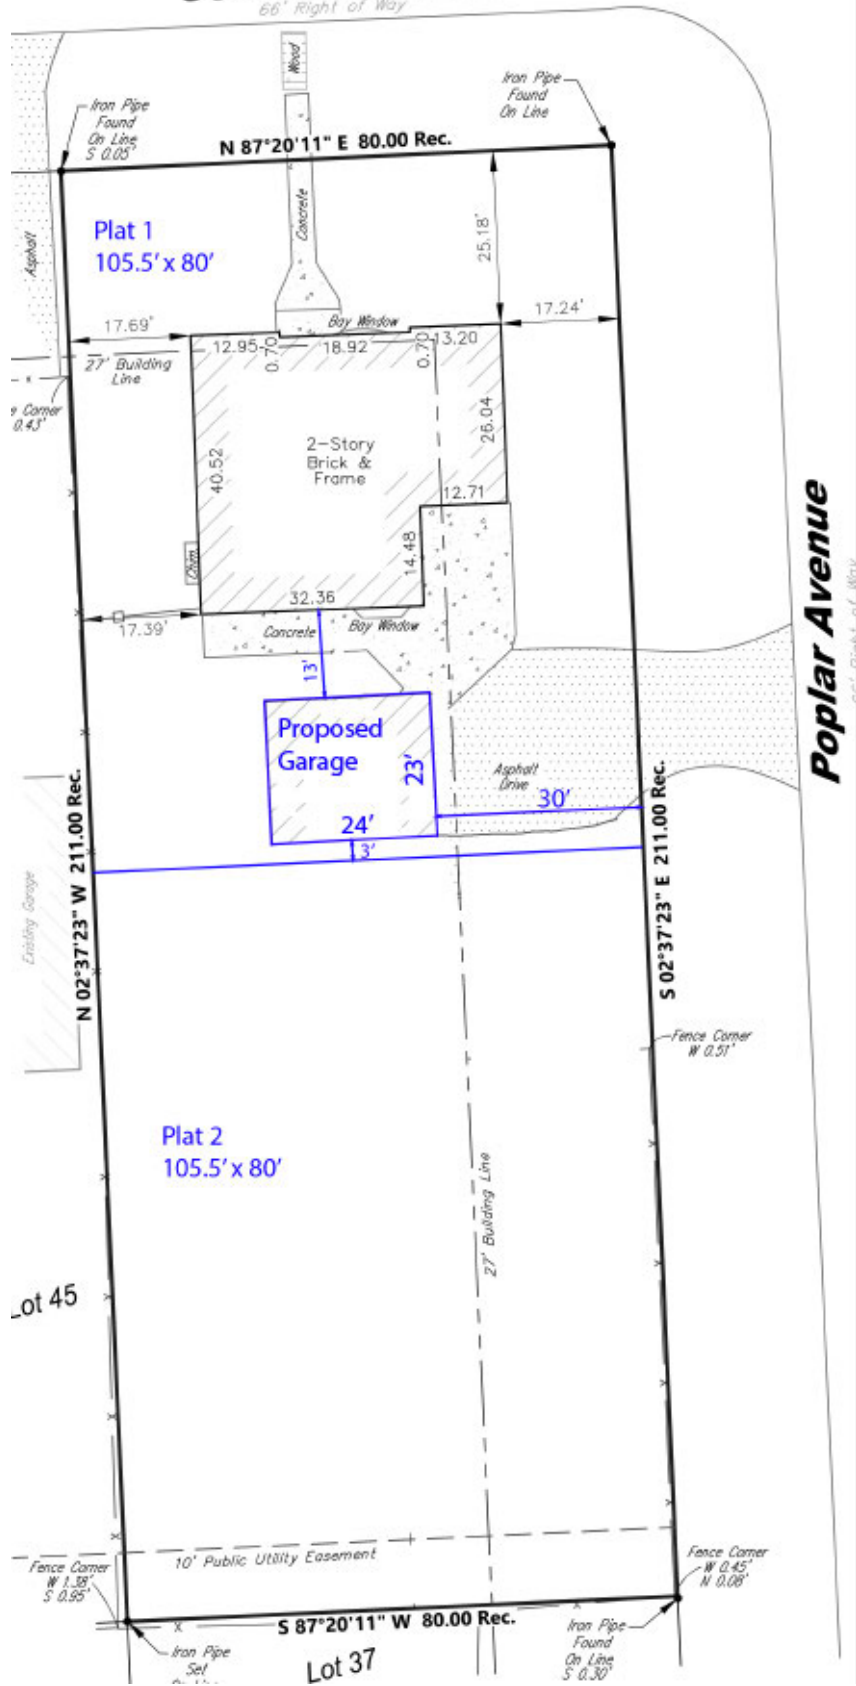 66' Right of Way
Wood
Iron Pipe
Found
On Line
S 0.05'
Iron Pipe
Found
On Line
N 87°20'11" E 80.00 Rec.
Plat 1
105.5' x 80'
Asphalt
Concrete
25.18'
17.69'
Bay Window
17.24'
12.95
0.70
18.92
0.70
13.20
27' Building
Line
Corner
0.43'
40.52
2-Story
Brick &
Frame
26.04
12.71
14.48
Chim.
32.36
17.39'
Concrete
Bay Window
13'
Proposed
Garage
23'
24'
Asphalt
Drive
30'
3'
Poplar Avenue
Existing Garage
N 02°37'23" W 211.00 Rec.
S 02°37'23" E 211.00 Rec.
Fence Corner
W 0.51'
Plat 2
105.5' x 80'
27' Building Line
Lot 45
10' Public Utility Easement
Fence Corner
W 1.38'
S 0.95'
Fence Corner
W 0.45'
N 0.08'
S 87°20'11" W 80.00 Rec.
Iron Pipe
Set
Iron Pipe
Found
On Line
S 0.30'
Lot 37